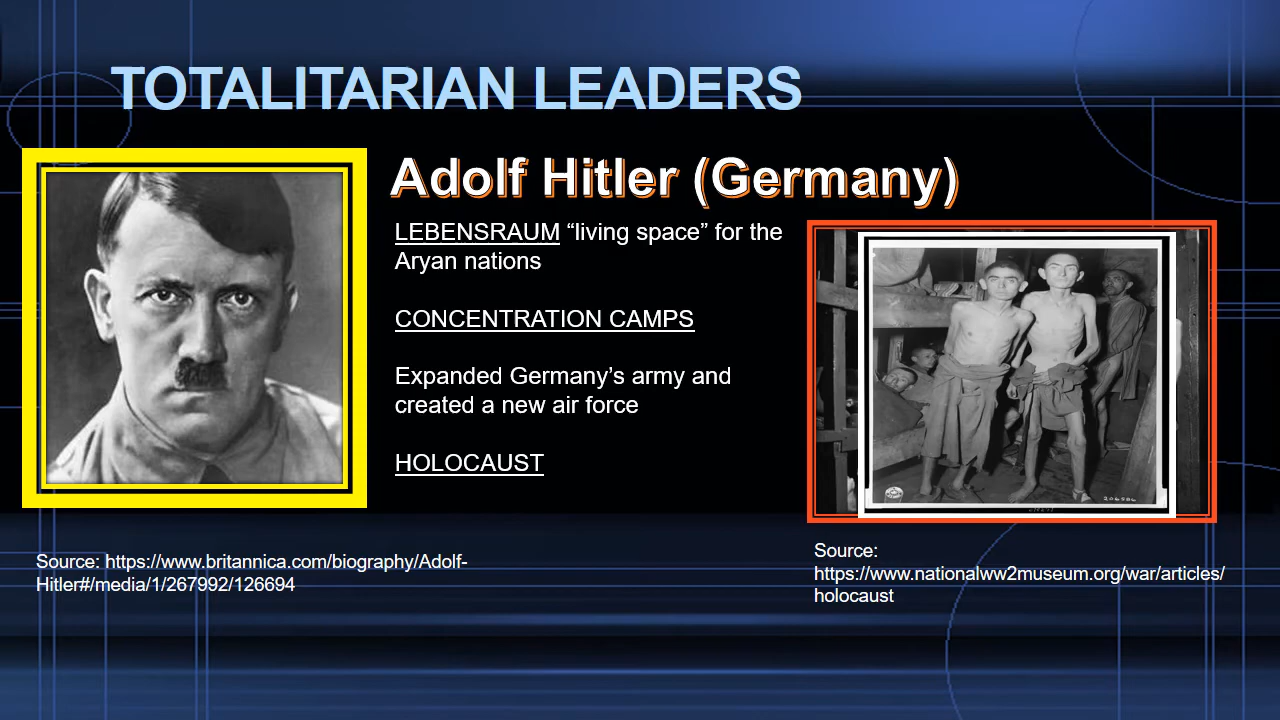 TOTALITARIAN LEADERS
Adolf Hitler (Germany)
LEBENSRAUM “living space” for the
Aryan nations
CONCENTRATION CAMPS
Expanded Germany’s army and
created a new air force
HOLOCAUST
Source: https://www.britannica.com/biography/Adolf-
Hitler#/media/1/267992/126694
Source:
https://www.nationalww2museum.org/war/articles/
holocaust